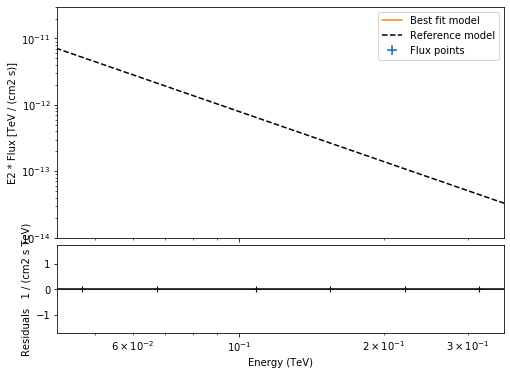 Best fit model
Reference model
Flux points
10⁻¹¹
10⁻¹²
10⁻¹³
10⁻¹⁴
E2 * Flux [TeV / (cm2 s)]
1
0
−1
Residuals 1 / (cm2 s TeV)
6 × 10⁻²
10⁻¹
2 × 10⁻¹
3 × 10⁻¹
Energy (TeV)